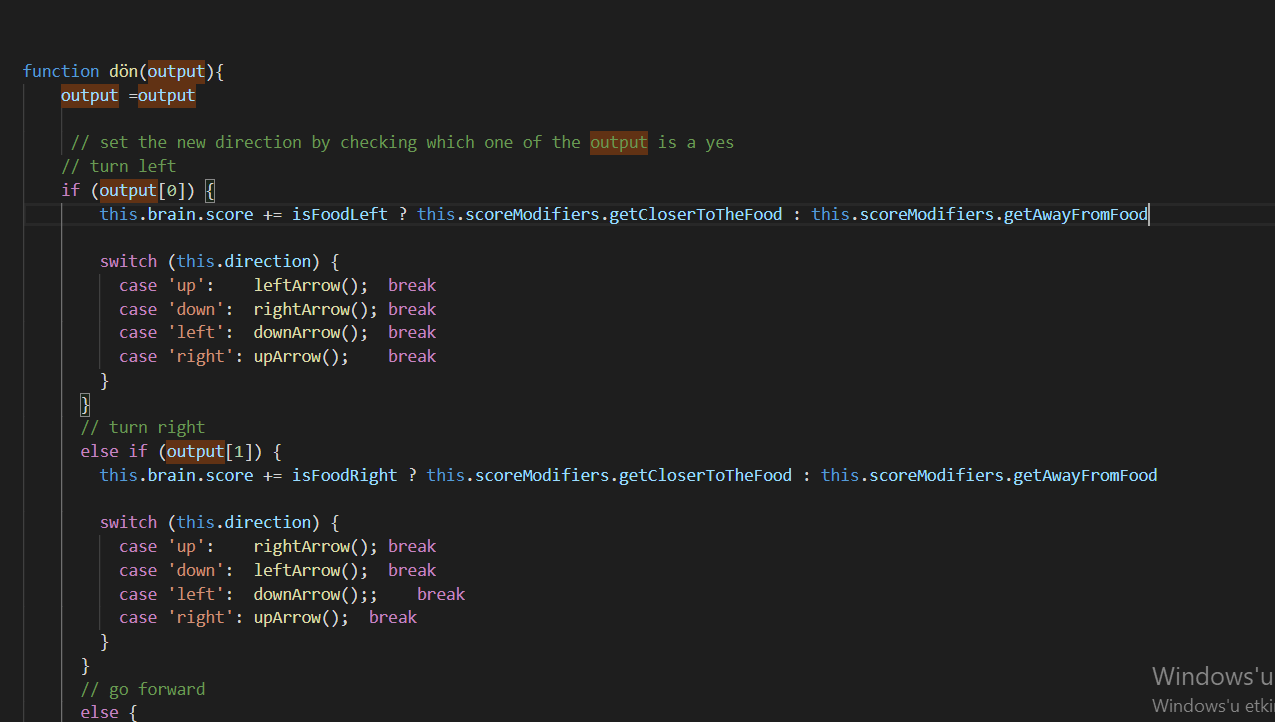 function dön(output){
output =output
// set the new direction by checking which one of the output is a yes
// turn left
if (output[0]) {
this.brain.score += isFoodLeft ? this.scoreModifiers.getCloserToTheFood : this.scoreModifiers.getAwayFromFood
switch (this.direction) {
case 'up': leftArrow(); break
case 'down': rightArrow(); break
case 'left': downArrow(); break
case 'right': upArrow(); break
}
}
// turn right
else if (output[1]) {
this.brain.score += isFoodRight ? this.scoreModifiers.getCloserToTheFood : this.scoreModifiers.getAwayFromFood
switch (this.direction) {
case 'up': rightArrow(); break
case 'down': leftArrow(); break
case 'left': downArrow();; break
case 'right': upArrow(); break
}
}
// go forward
else {
Windows'u
Windows'u etki